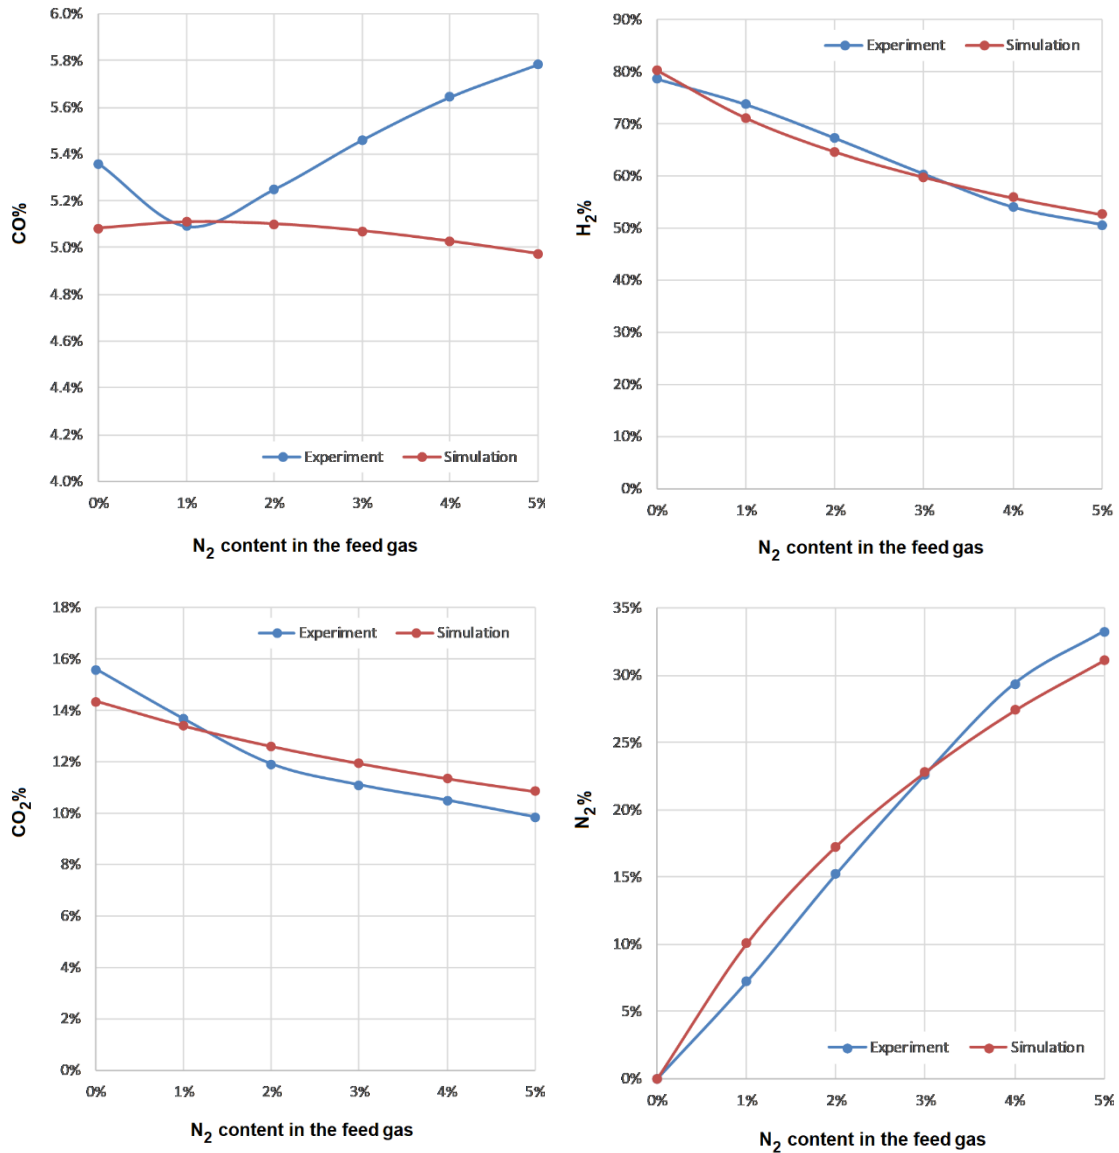 6.0%
5.8%
5.6%
5.4%
5.2%
5.0%
4.8%
4.6%
4.4%
4.2%
4.0%
CO%
Experiment Simulation
0% 1% 2% 3% 4% 5%
N2 content in the feed gas
90%
80%
70%
60%
50%
40%
30%
20%
10%
0%
H2%
Experiment Simulation
0% 1% 2% 3% 4% 5%
N2 content in the feed gas
18%
16%
14%
12%
10%
8%
6%
4%
2%
0%
CO2%
Experiment Simulation
0% 1% 2% 3% 4% 5%
N2 content in the feed gas
35%
30%
25%
20%
15%
10%
5%
0%
N2%
Experiment Simulation
0% 1% 2% 3% 4% 5%
N2 content in the feed gas